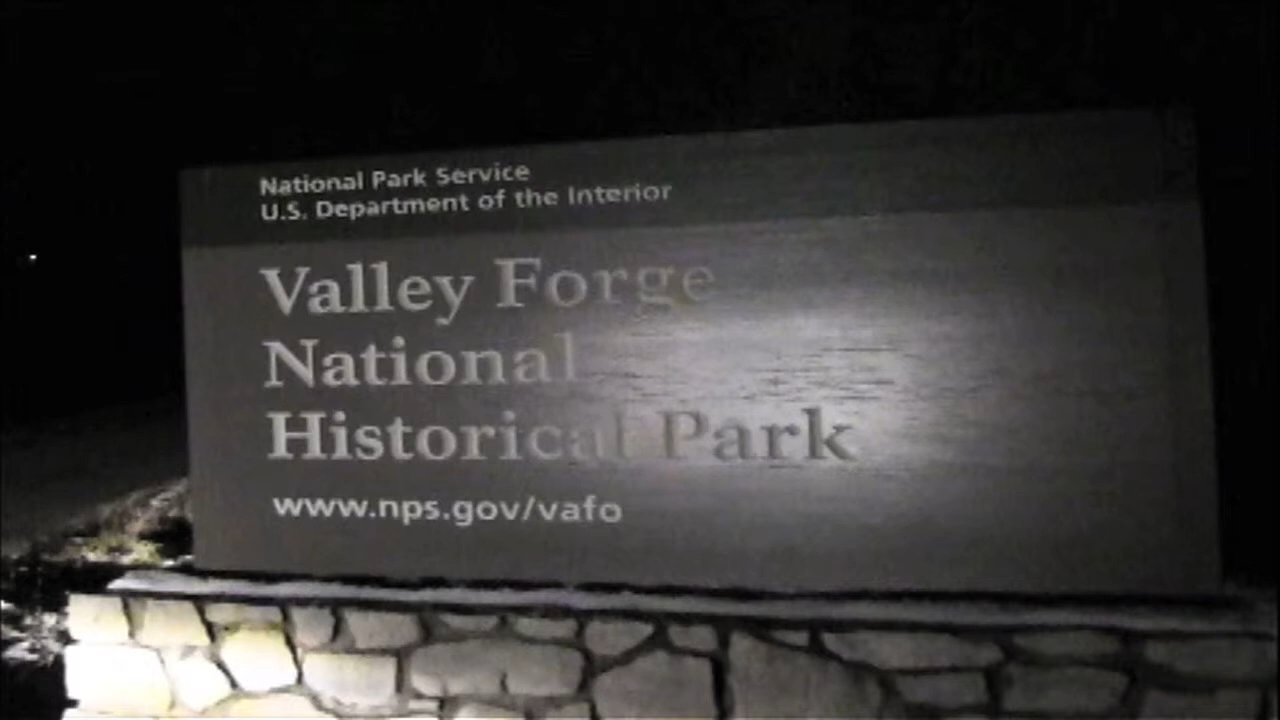 National Park Service
U.S. Department of the Interior
Valley Forge
National
Historical Park
www.nps.gov/vafo